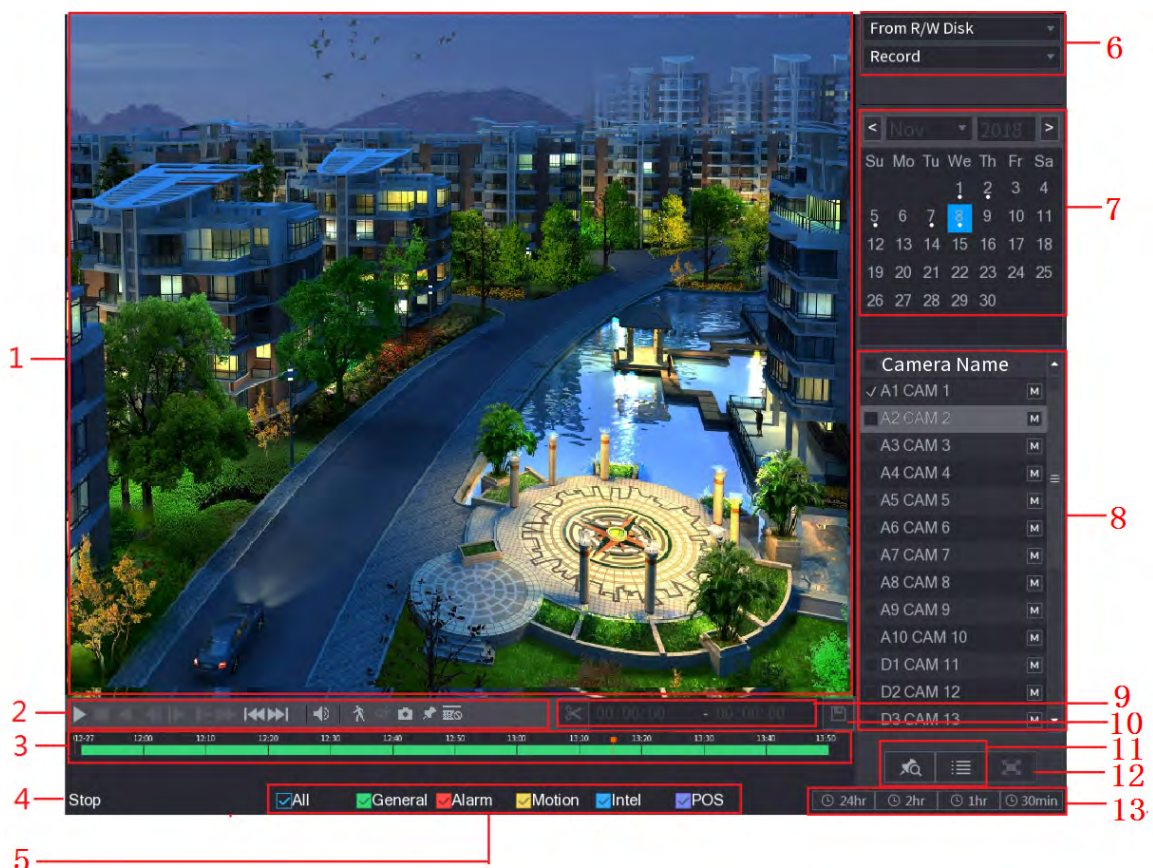 From R/W Disk
6
Record
< Nov 2018 >
Su Mo Tu We Th Fr Sa
1 2 3 4
7
5 6 7 8 9 10 11
12 13 14 15 16 17 18
19 20 21 22 23 24 25
26 27 28 29 30
1
Camera Name
A1 CAM 1 M
A2 CAM 2 M
A3 CAM 3 M
A4 CAM 4 M
A5 CAM 5 M
8
A6 CAM 6 M
A7 CAM 7 M
A8 CAM 8 M
A9 CAM 9 M
A10 CAM 10 M
D1 CAM 11 M
D2 CAM 12 M
9
2
00:00:00 - 00:00:00
D3 CAM 13 M
10
3
12-27 12:00 12:10 12:20 12:30 12:40 12:50 13:00 13:10 13:20 13:30 13:40 13:50
11
12
4
Stop
All General Alarm Motion Intel POS
24hr 2hr 1hr 30min
13
5